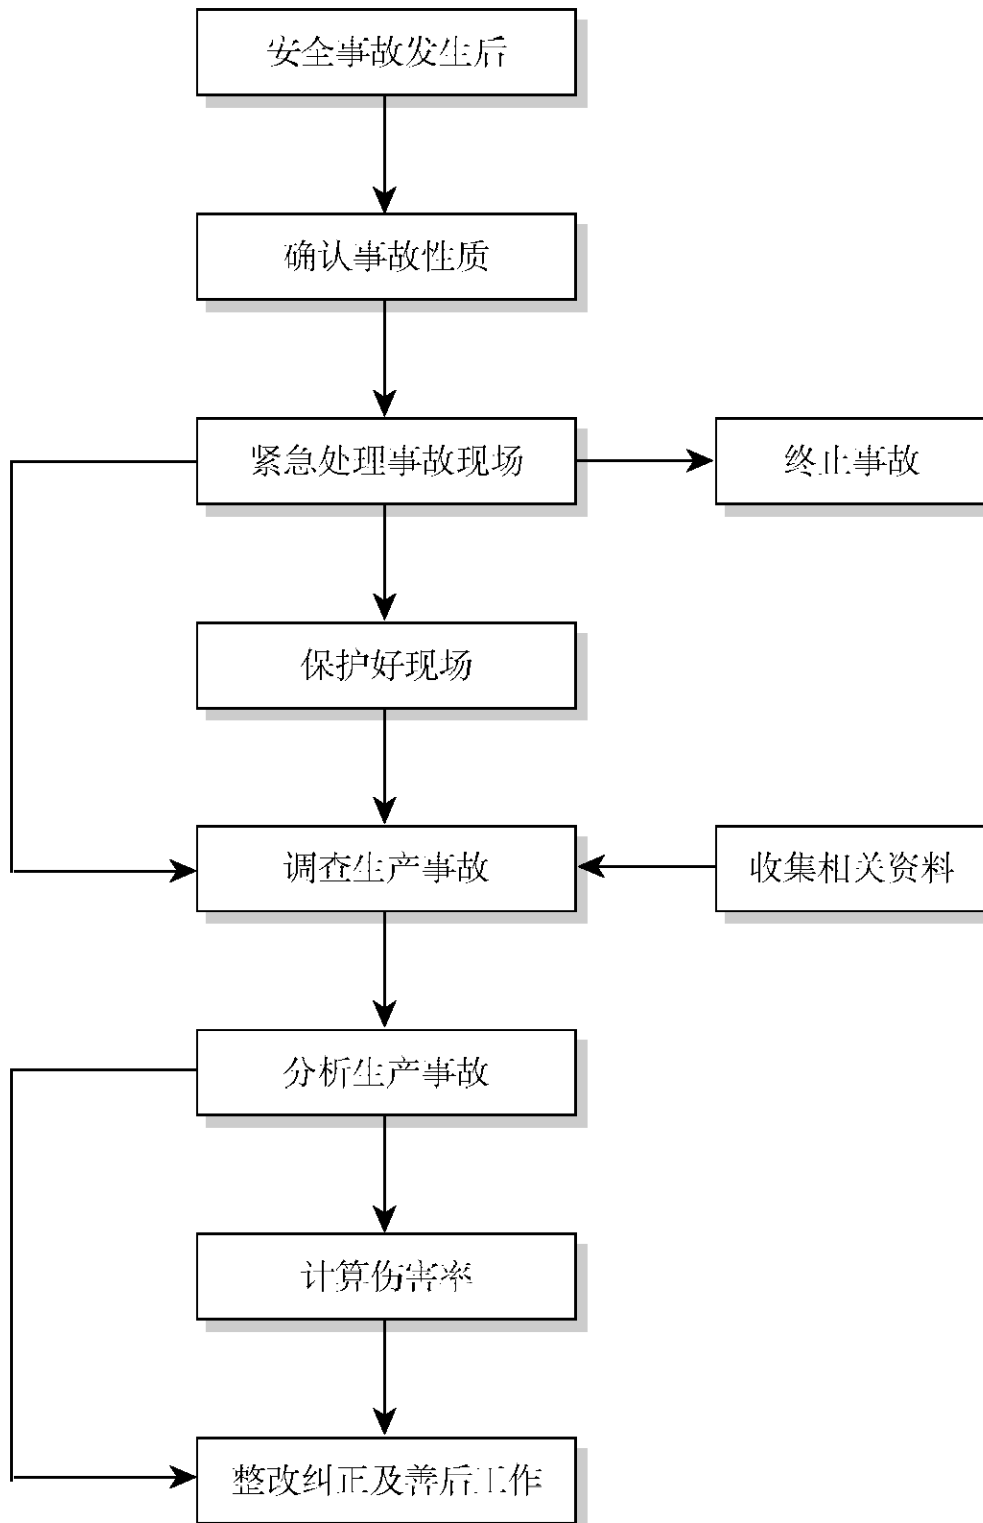 安全事故发生后
确认事故性质
紧急处理事故现场
终止事故
保护好现场
调查生产事故
收集相关资料
分析生产事故
计算伤害率
整改纠正及善后工作